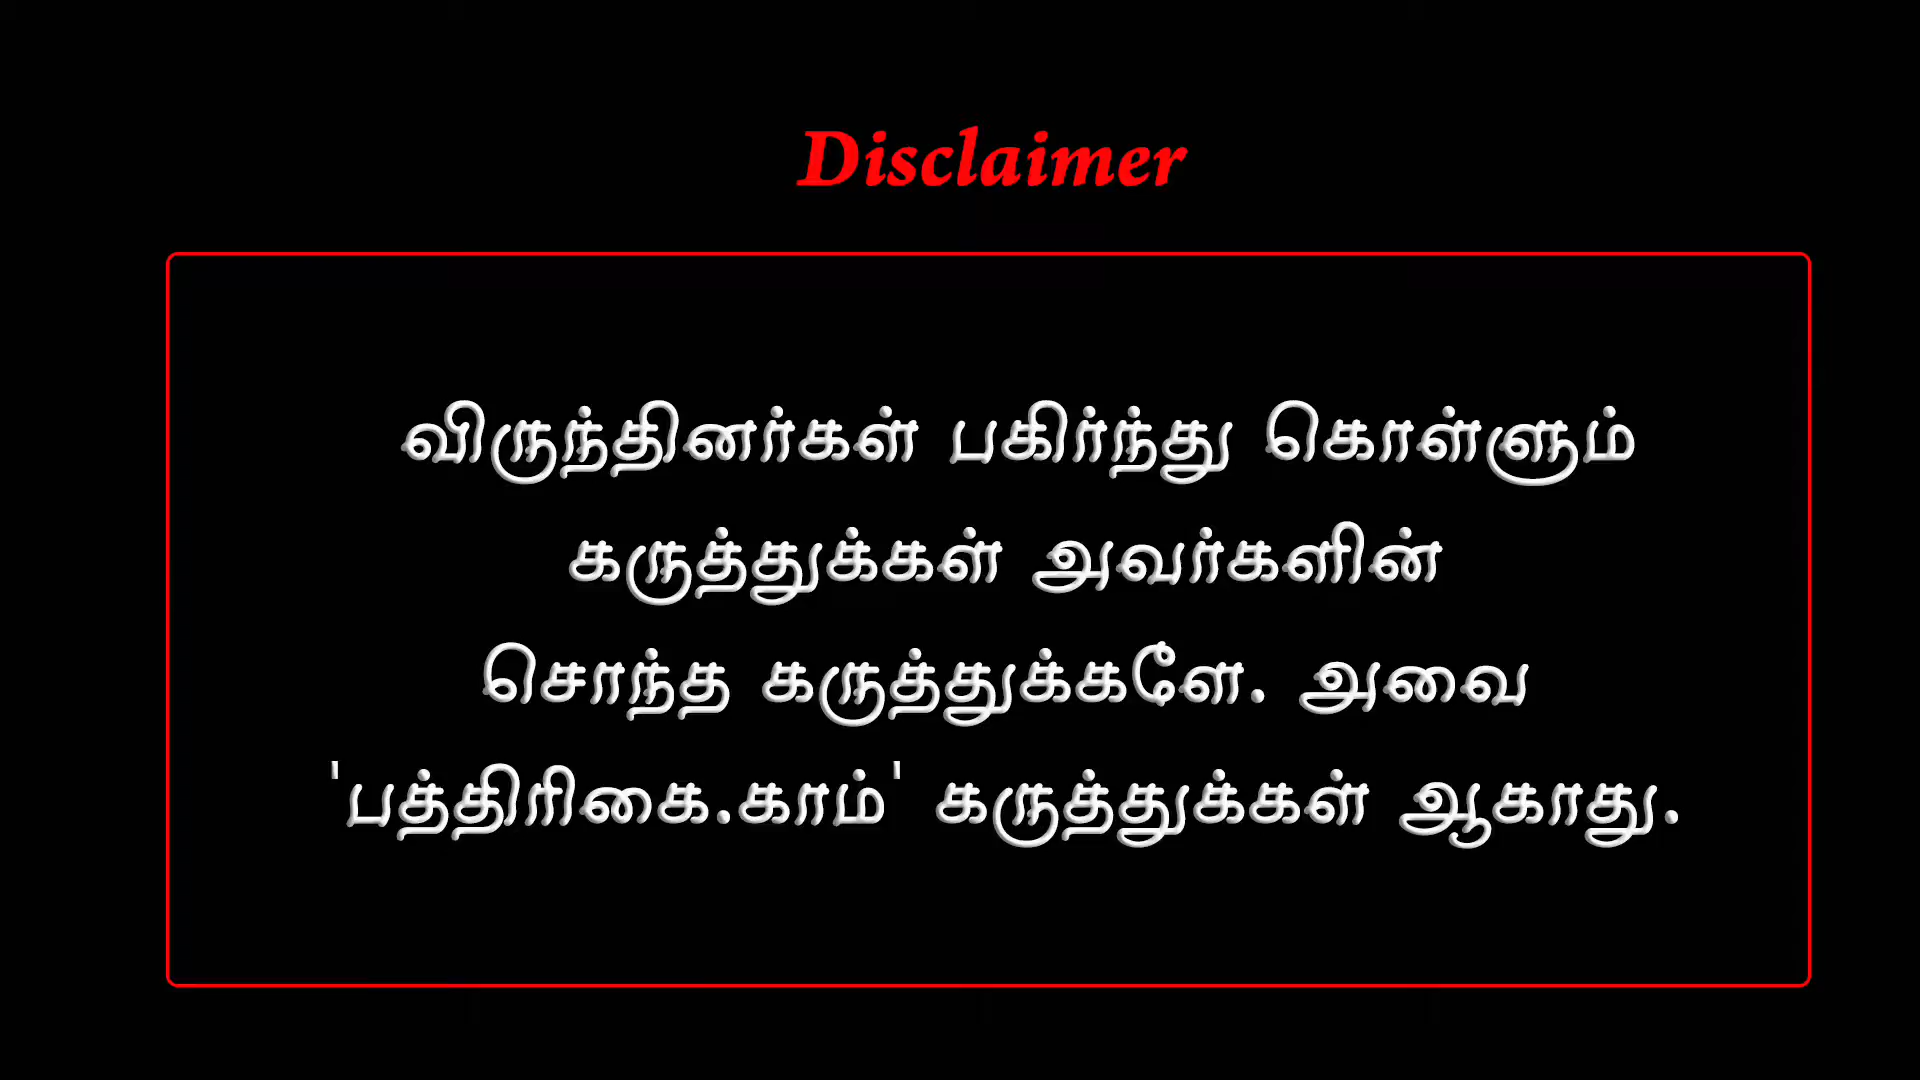 Disclaimer
விருந்தினர்கள் பகிர்ந்து கொள்ளும்
கருத்துக்கள் அவர்களின்
சொந்த கருத்துக்களே. அவை
'பத்திரிகை.காம்' கருத்துக்கள் ஆகாது.